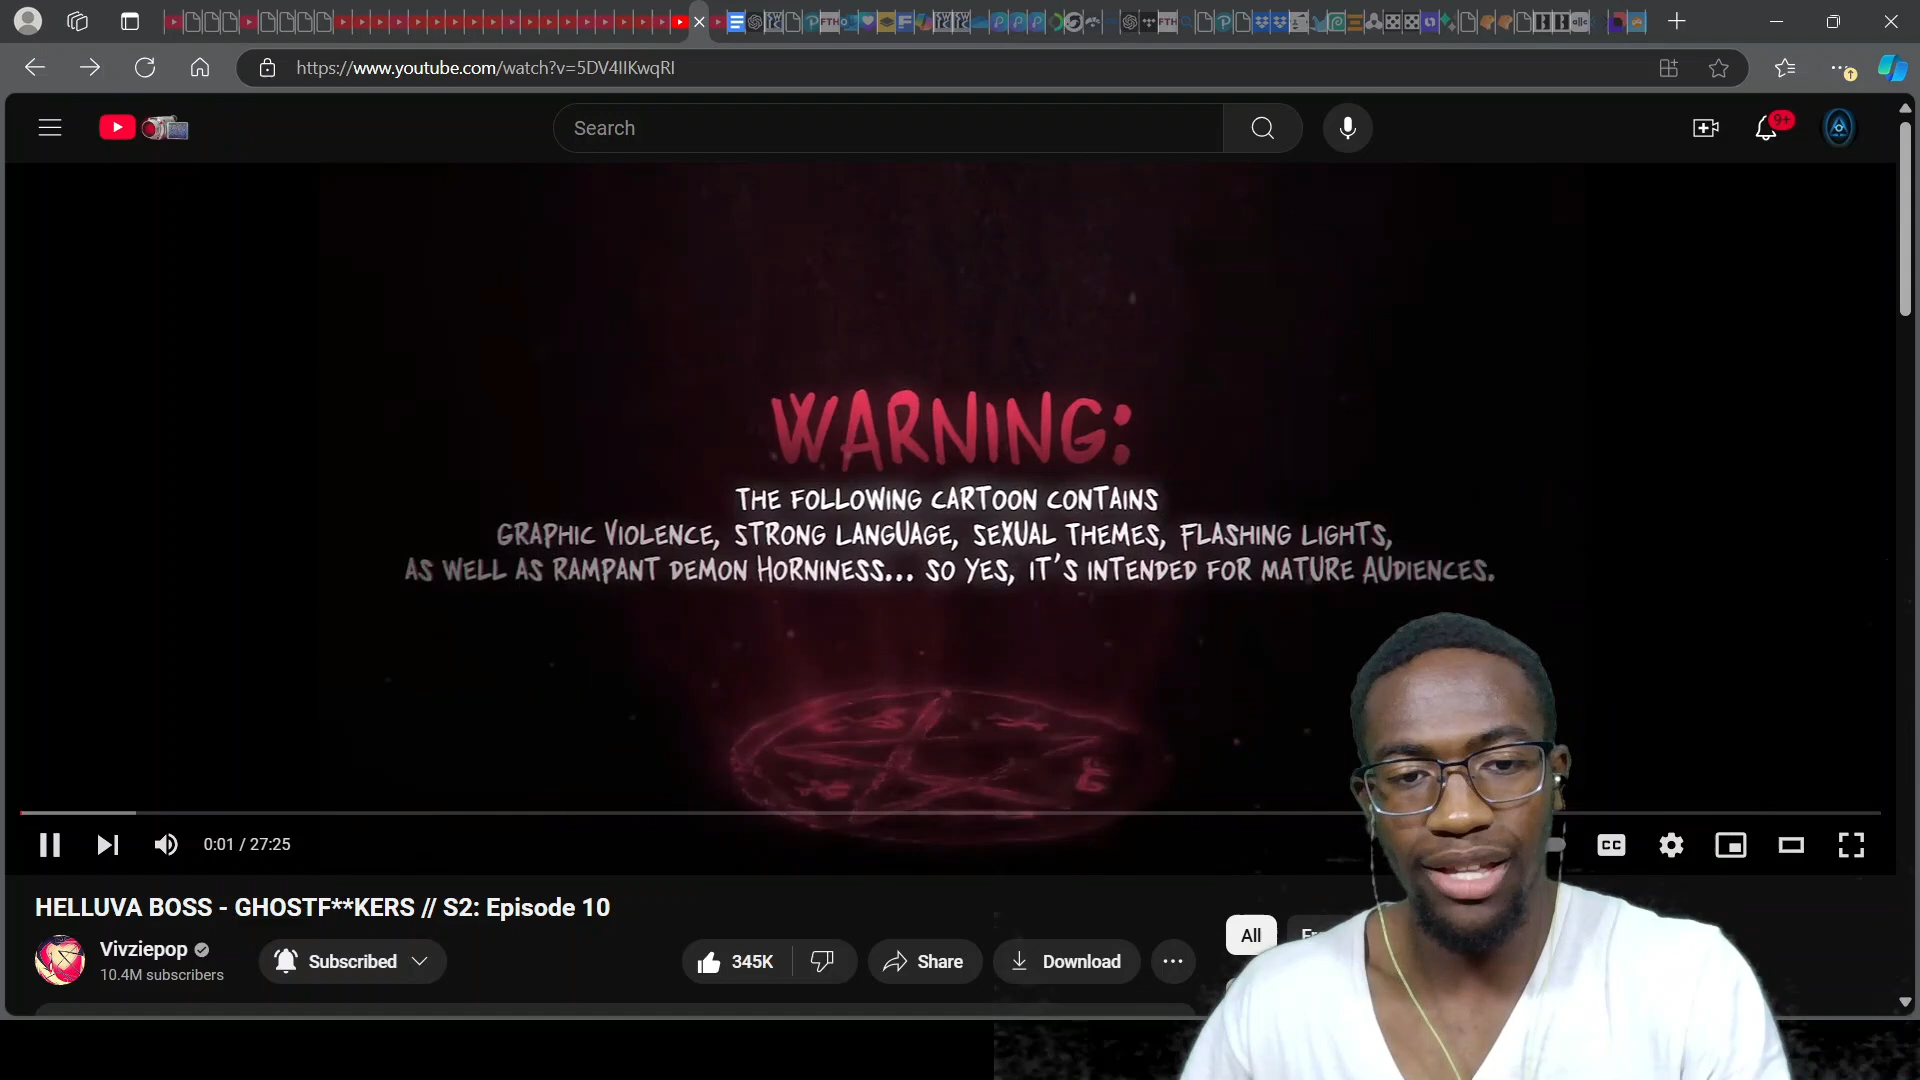 https://www.youtube.com/watch?v=5DV4IIKwqRI
Search
9+
WARNING:
THE FOLLOWING CARTOON CONTAINS
GRAPHIC VIOLENCE, STRONG LANGUAGE, SEXUAL THEMES, FLASHING LIGHTS,
AS WELL AS RAMPANT DEMON HORNINESS... SO YES, IT'S INTENDED FOR MATURE AUDIENCES.
0:01 / 27:25
CC
HELLUVA BOSS - GHOSTF**KERS // S2: Episode 10
Vivziepop
10.4M subscribers
Subscribed
345K
Share
Download
All